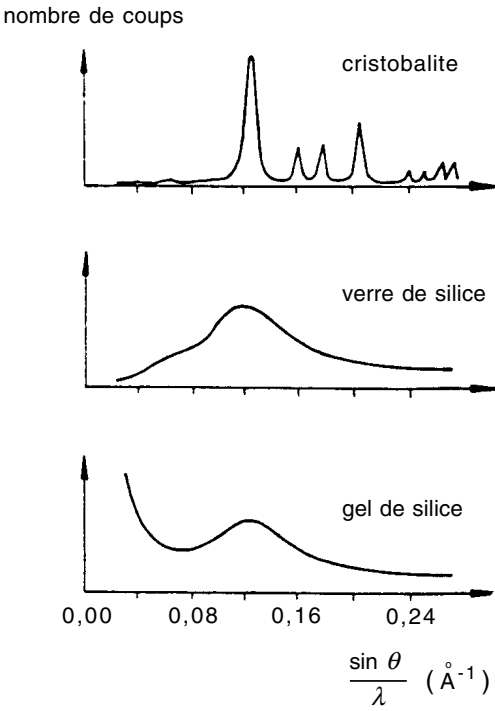 nombre de coups
cristobalite
verre de silice
gel de silice
0,00 0,08 0,16 0,24
sin θ
λ
(Å⁻¹)